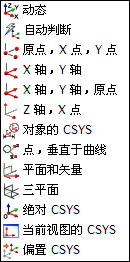 动态
自动判断
原点，X 点，Y 点
X 轴，Y 轴
X 轴，Y 轴，原点
Z 轴，X 点
对象的 CSYS
点，垂直于曲线
平面和矢量
三平面
绝对 CSYS
当前视图的 CSYS
偏置 CSYS